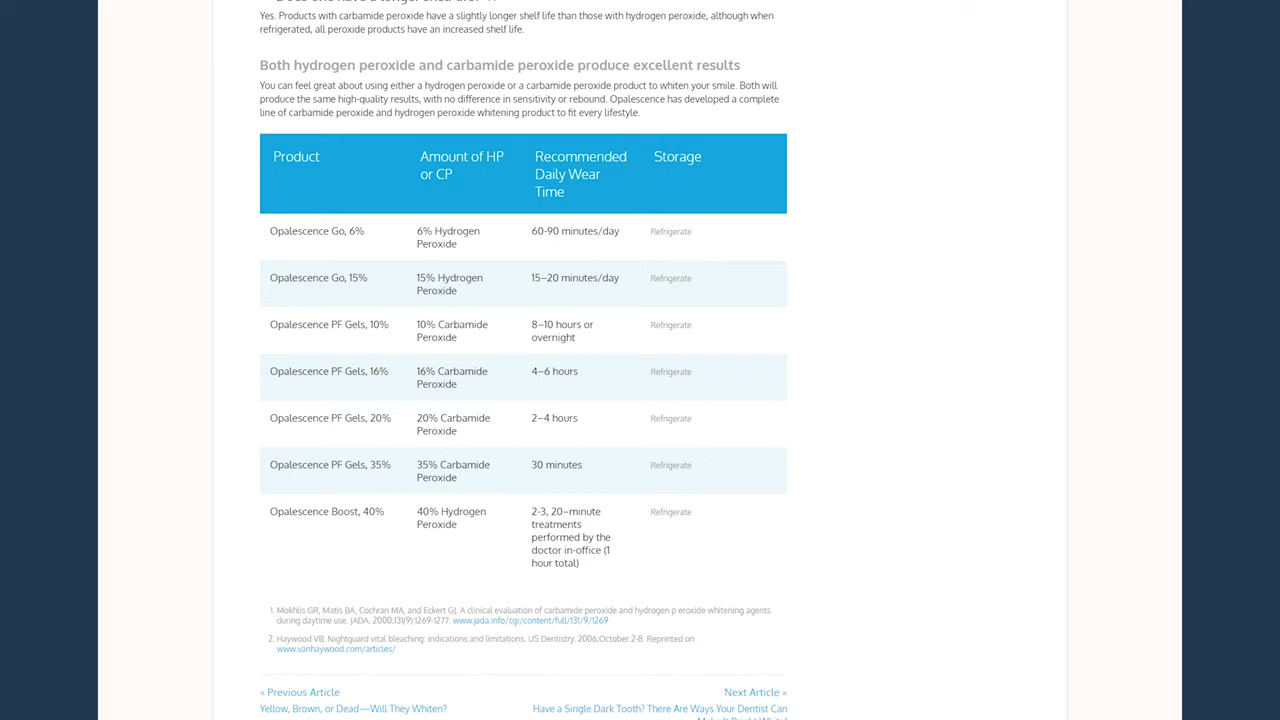 Yes. Products with carbamide peroxide have a slightly longer shelf life than those with hydrogen peroxide, although when
refrigerated, all peroxide products have an increased shelf life.
Both hydrogen peroxide and carbamide peroxide produce excellent results
You can feel great about using either a hydrogen peroxide or a carbamide peroxide product to whiten your smile. Both will
produce the same high-quality results, with no difference in sensitivity or rebound. Opalescence has developed a complete
line of carbamide peroxide and hydrogen peroxide whitening product to fit every lifestyle.
Product Amount of HP Recommended Storage
or CP Daily Wear
Time
Opalescence Go, 6% 6% Hydrogen 60-90 minutes/day Refrigerate
Peroxide
Opalescence Go, 15% 15% Hydrogen 15–20 minutes/day Refrigerate
Peroxide
Opalescence PF Gels, 10% 10% Carbamide 8–10 hours or Refrigerate
Peroxide overnight
Opalescence PF Gels, 16% 16% Carbamide 4–6 hours Refrigerate
Peroxide
Opalescence PF Gels, 20% 20% Carbamide 2–4 hours Refrigerate
Peroxide
Opalescence PF Gels, 35% 35% Carbamide 30 minutes Refrigerate
Peroxide
Opalescence Boost, 40% 40% Hydrogen 2-3, 20–minute Refrigerate
Peroxide treatments
performed by the
doctor in-office (1
hour total)
1. Mokhlis GR, Matis BA, Cochran MA, and Eckert GJ. A clinical evaluation of carbamide peroxide and hydrogen p eroxide whitening agents
during daytime use. JADA. 2000;131(9):1269-1277. www.jada.info/cgi/content/full/131/9/1269
2. Haywood VB. Nightguard vital bleaching: indications and limitations. US Dentistry. 2006;October:2-8. Reprinted on
www.vanhaywood.com/articles/
« Previous Article Next Article »
Yellow, Brown, or Dead—Will They Whiten? Have a Single Dark Tooth? There Are Ways Your Dentist Can